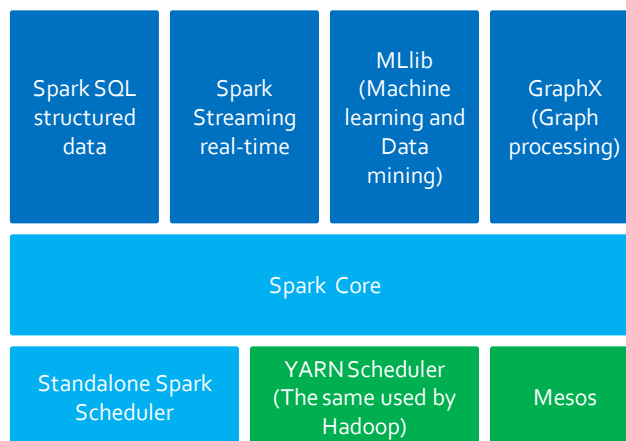 Spark SQL
structured
data
Spark
Streaming
real-time
MLlib
(Machine
learning and
Data
mining)
GraphX
(Graph
processing)
Spark Core
Standalone Spark
Scheduler
YARN Scheduler
(The same used by
Hadoop)
Mesos